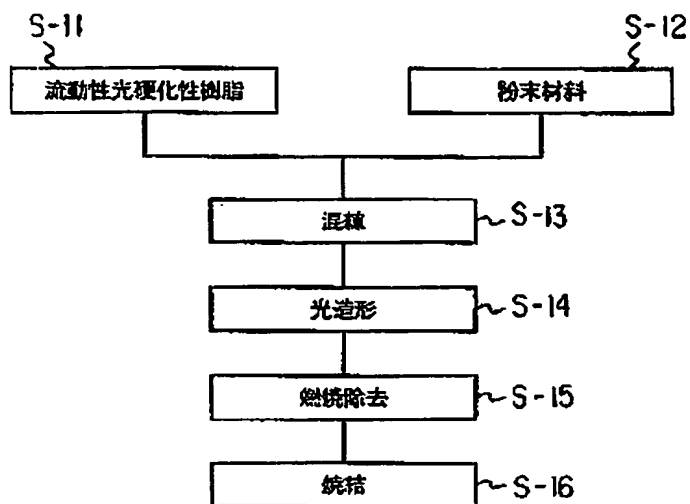 S-11
S-12
流動性光硬化性樹脂
粉末材料
混練
S-13
光造形
S-14
燃焼除去
S-15
焼結
S-16